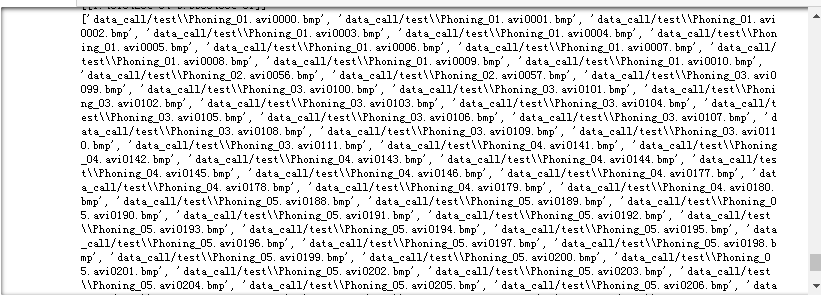 ['data_call/test\\Phoning_01.avi0000.bmp', 'data_call/test\\Phoning_01.avi0001.bmp', 'data_call/test\\Phoning_01.avi
0002.bmp', 'data_call/test\\Phoning_01.avi0003.bmp', 'data_call/test\\Phoning_01.avi0004.bmp', 'data_call/test\\Phon
ing_01.avi0005.bmp', 'data_call/test\\Phoning_01.avi0006.bmp', 'data_call/test\\Phoning_01.avi0007.bmp', 'data_call/
test\\Phoning_01.avi0008.bmp', 'data_call/test\\Phoning_01.avi0009.bmp', 'data_call/test\\Phoning_01.avi0010.bmp',
'data_call/test\\Phoning_02.avi0056.bmp', 'data_call/test\\Phoning_02.avi0057.bmp', 'data_call/test\\Phoning_03.avi0
099.bmp', 'data_call/test\\Phoning_03.avi0100.bmp', 'data_call/test\\Phoning_03.avi0101.bmp', 'data_call/test\\Phoni
ng_03.avi0102.bmp', 'data_call/test\\Phoning_03.avi0103.bmp', 'data_call/test\\Phoning_03.avi0104.bmp', 'data_call/t
est\\Phoning_03.avi0105.bmp', 'data_call/test\\Phoning_03.avi0106.bmp', 'data_call/test\\Phoning_03.avi0107.bmp', 'd
ata_call/test\\Phoning_03.avi0108.bmp', 'data_call/test\\Phoning_03.avi0109.bmp', 'data_call/test\\Phoning_03.avi011
0.bmp', 'data_call/test\\Phoning_03.avi0111.bmp', 'data_call/test\\Phoning_04.avi0141.bmp', 'data_call/test\\Phoning
_04.avi0142.bmp', 'data_call/test\\Phoning_04.avi0143.bmp', 'data_call/test\\Phoning_04.avi0144.bmp', 'data_call/tes
t\\Phoning_04.avi0145.bmp', 'data_call/test\\Phoning_04.avi0146.bmp', 'data_call/test\\Phoning_04.avi0177.bmp', 'dat
a_call/test\\Phoning_04.avi0178.bmp', 'data_call/test\\Phoning_04.avi0179.bmp', 'data_call/test\\Phoning_04.avi0180.
bmp', 'data_call/test\\Phoning_05.avi0188.bmp', 'data_call/test\\Phoning_05.avi0189.bmp', 'data_call/test\\Phoning_0
5.avi0190.bmp', 'data_call/test\\Phoning_05.avi0191.bmp', 'data_call/test\\Phoning_05.avi0192.bmp', 'data_call/test
\\Phoning_05.avi0193.bmp', 'data_call/test\\Phoning_05.avi0194.bmp', 'data_call/test\\Phoning_05.avi0195.bmp', 'data
_call/test\\Phoning_05.avi0196.bmp', 'data_call/test\\Phoning_05.avi0197.bmp', 'data_call/test\\Phoning_05.avi0198.b
mp', 'data_call/test\\Phoning_05.avi0199.bmp', 'data_call/test\\Phoning_05.avi0200.bmp', 'data_call/test\\Phoning_0
5.avi0201.bmp', 'data_call/test\\Phoning_05.avi0202.bmp', 'data_call/test\\Phoning_05.avi0203.bmp', 'data_call/test
\\Phoning_05.avi0204.bmp', 'data_call/test\\Phoning_05.avi0205.bmp', 'data_call/test\\Phoning_05.avi0206.bmp', 'data